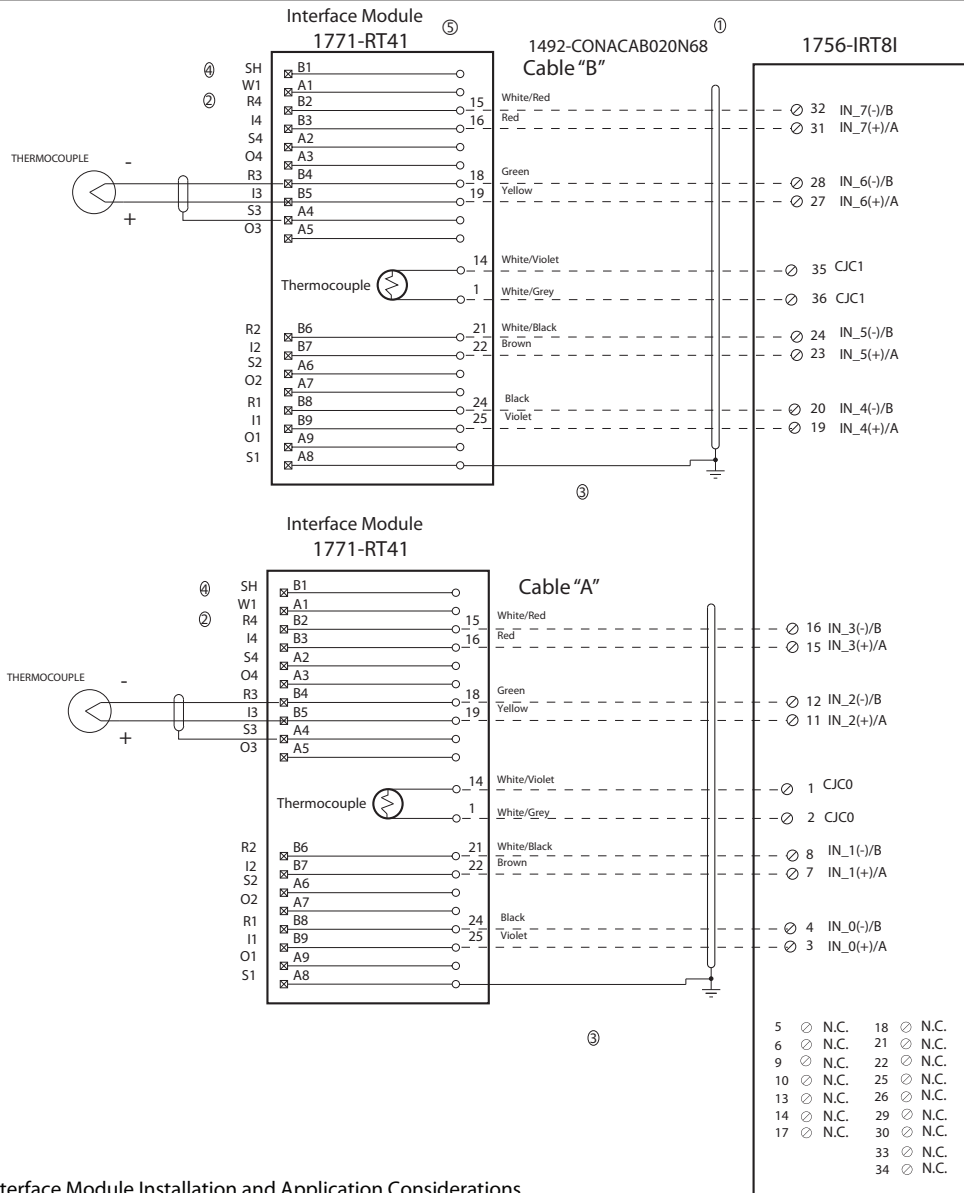 Interface Module ⑤ ①
1771-RT41 1492-CONACAB020N68 1756-IRT8I
Cable “B”
④ SH B1
W1 A1
② R4 B2 15 White/Red 32 IN_7(-)/B
I4 B3 16 Red 31 IN_7(+)/A
S4 A2
O4 A3
THERMOCOUPLE -
R3 B4 18 Green 28 IN_6(-)/B
I3 B5 19 Yellow 27 IN_6(+)/A
+ S3 A4
O3 A5
14 White/Violet 35 CJC1
Thermocouple
1 White/Grey 36 CJC1
R2 B6 21 White/Black 24 IN_5(-)/B
I2 B7 22 Brown 23 IN_5(+)/A
S2 A6
O2 A7
R1 B8 24 Black 20 IN_4(-)/B
I1 B9 25 Violet 19 IN_4(+)/A
O1 A9
S1 A8
③
Interface Module
1771-RT41
Cable “A”
④ SH B1
W1 A1
② R4 B2 15 White/Red 16 IN_3(-)/B
I4 B3 16 Red 15 IN_3(+)/A
S4 A2
O4 A3
THERMOCOUPLE -
R3 B4 18 Green 12 IN_2(-)/B
I3 B5 19 Yellow 11 IN_2(+)/A
+ S3 A4
O3 A5
14 White/Violet 1 CJC0
Thermocouple
1 White/Grey 2 CJC0
R2 B6 21 White/Black 8 IN_1(-)/B
I2 B7 22 Brown 7 IN_1(+)/A
S2 A6
O2 A7
R1 B8 24 Black 4 IN_0(-)/B
I1 B9 25 Violet 3 IN_0(+)/A
O1 A9
S1 A8
③
5 N.C. 18 N.C.
6 N.C. 21 N.C.
9 N.C. 22 N.C.
10 N.C. 25 N.C.
13 N.C. 26 N.C.
14 N.C. 29 N.C.
17 N.C. 30 N.C.
33 N.C.
34 N.C.
terface Module Installation and Application Considerations